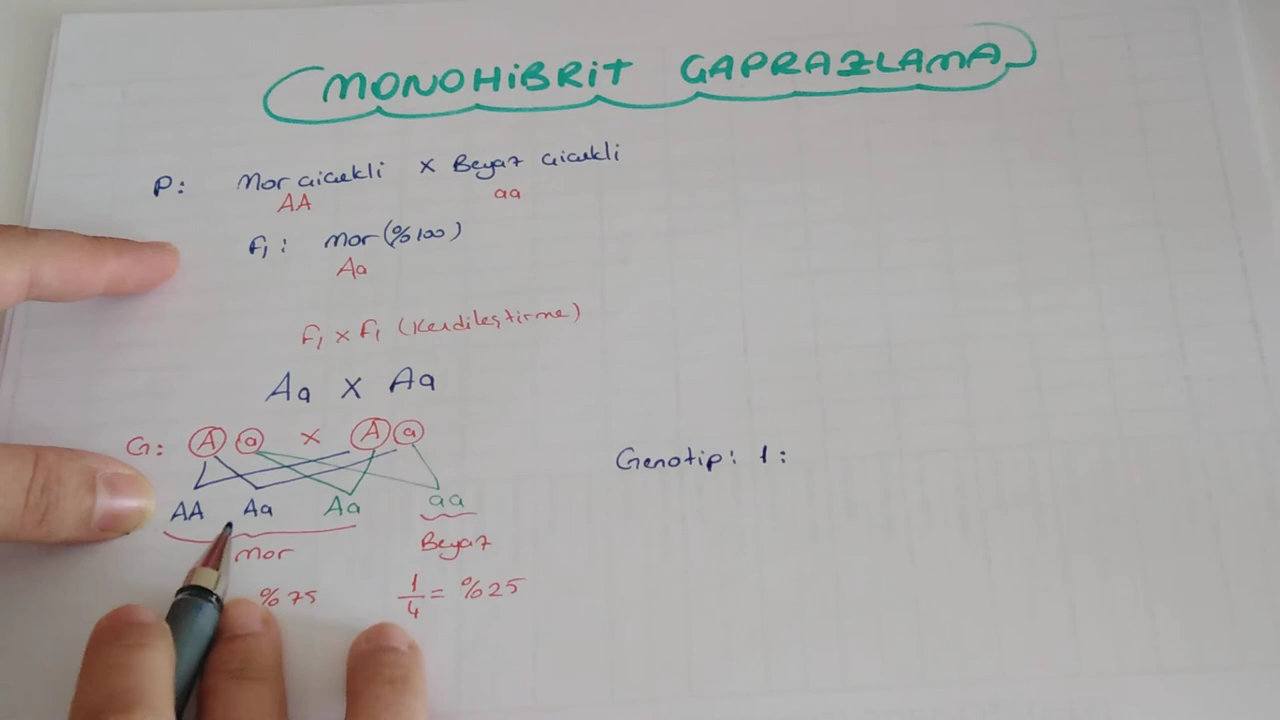 MONOHİBRİT ÇAPRAZLAMA
P: Mor çiçekli X Beyaz çiçekli
AA aa
F₁: Mor (%100)
Aa
F₁ x F₁ (Kendileştirme)
Aa X Aa
G: A a x A a
Genotip: 1:
AA Aa Aa aa
Mor Beyaz
%75 1/4 = %25